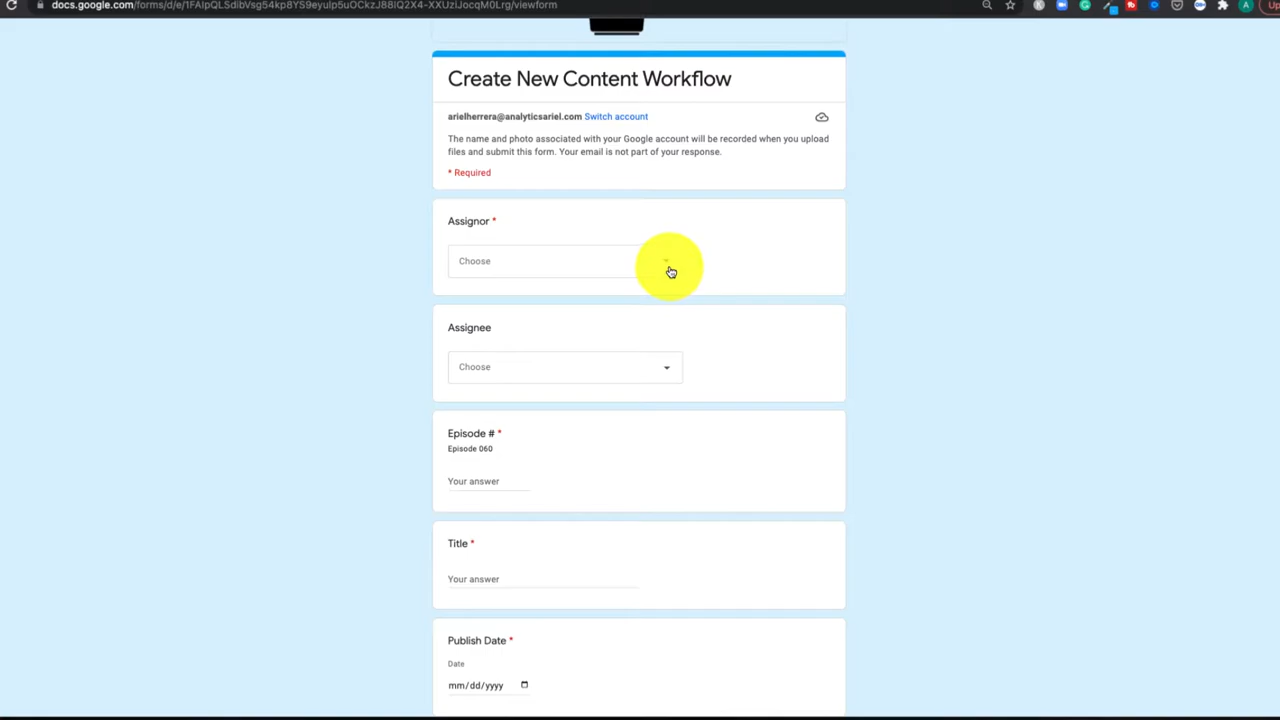 docs.google.com/forms/d/e/1FAIpQLSdibVsg54kp8YS9eyulp5uOCkzJ88IQ2X4-XXUzIJocqM0Lrg/viewform
Create New Content Workflow
arielherrera@analyticsariel.com Switch account
The name and photo associated with your Google account will be recorded when you upload
files and submit this form. Your email is not part of your response.
* Required
Assignor *
Choose
Assignee
Choose
Episode # *
Episode 060
Your answer
Title *
Your answer
Publish Date *
Date
mm/dd/yyyy